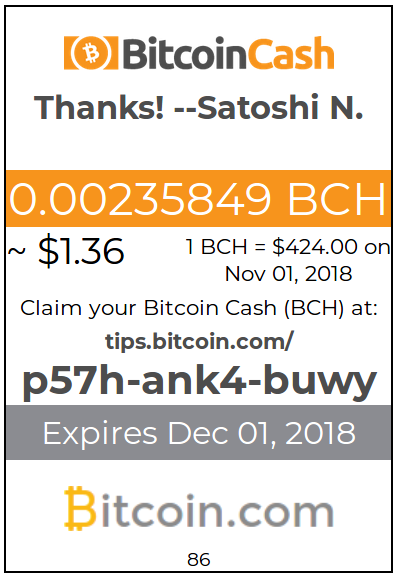 BitcoinCash
Thanks! --Satoshi N.
0.00235849 BCH
~ $1.36
1 BCH = $424.00 on
Nov 01, 2018
Claim your Bitcoin Cash (BCH) at:
tips.bitcoin.com/
p57h-ank4-buwy
Expires Dec 01, 2018
Bitcoin.com
86